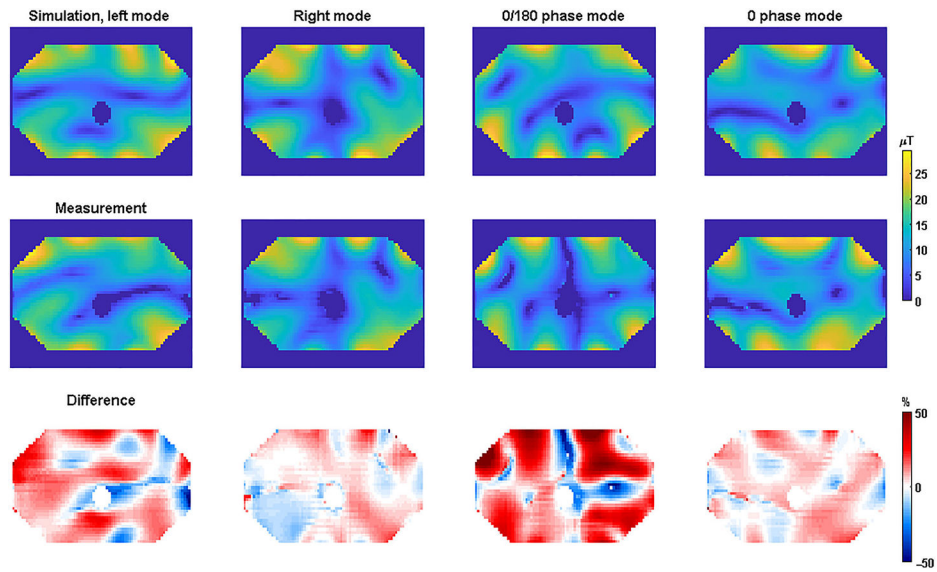 Simulation, left mode
Right mode
0/180 phase mode
0 phase mode
μT
25
20
15
10
5
0
Measurement
Difference
%
50
0
−50